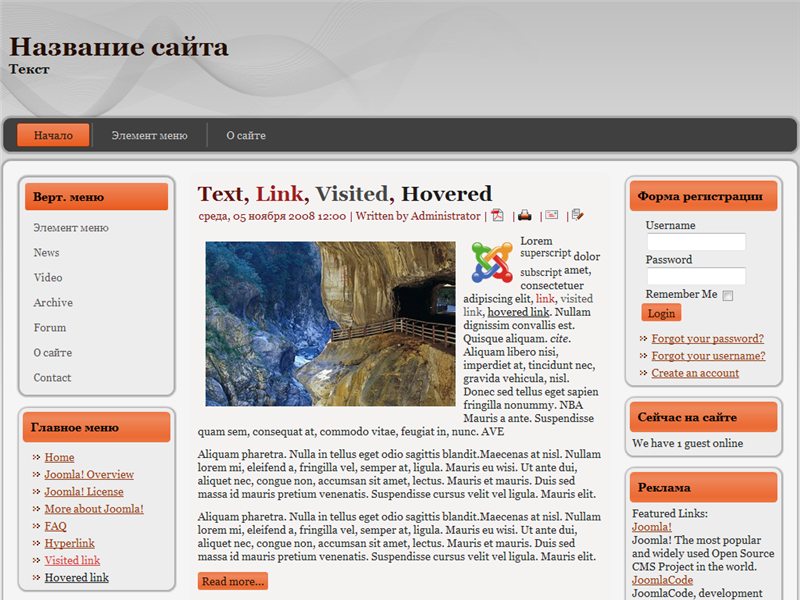 Название сайта
Текст
Начало
Элемент меню
О сайте
Верт. меню
Элемент меню
News
Video
Archive
Forum
О сайте
Contact
Главное меню
Home
Joomla! Overview
Joomla! License
More about Joomla!
FAQ
Hyperlink
Visited link
Hovered link
Text, Link, Visited, Hovered
среда, 05 ноября 2008 12:00 | Written by Administrator | | | |
Lorem
superscript dolor
subscript amet,
consectetuer
adipiscing elit, link, visited
link, hovered link. Nullam
dignissim convallis est.
Quisque aliquam. cite.
Aliquam libero nisi,
imperdiet at, tincidunt nec,
gravida vehicula, nisl.
Donec sed tellus eget sapien
fringilla nonummy. NBA
Mauris a ante. Suspendisse
quam sem, consequat at, commodo vitae, feugiat in, nunc. AVE
Aliquam pharetra. Nulla in tellus eget odio sagittis blandit.Maecenas at nisl. Nullam
lorem mi, eleifend a, fringilla vel, semper at, ligula. Mauris eu wisi. Ut ante dui,
aliquet nec, congue non, accumsan sit amet, lectus. Mauris et mauris. Duis sed
massa id mauris pretium venenatis. Suspendisse cursus velit vel ligula. Mauris elit.
Aliquam pharetra. Nulla in tellus eget odio sagittis blandit.Maecenas at nisl. Nullam
lorem mi, eleifend a, fringilla vel, semper at, ligula. Mauris eu wisi. Ut ante dui,
aliquet nec, congue non, accumsan sit amet, lectus. Mauris et mauris. Duis sed
massa id mauris pretium venenatis. Suspendisse cursus velit vel ligula. Mauris elit.
Read more...
Форма регистрации
Username
Password
Remember Me
Login
Forgot your password?
Forgot your username?
Create an account
Сейчас на сайте
We have 1 guest online
Реклама
Featured Links:
Joomla!
Joomla! The most popular
and widely used Open Source
CMS Project in the world.
JoomlaCode
JoomlaCode, development